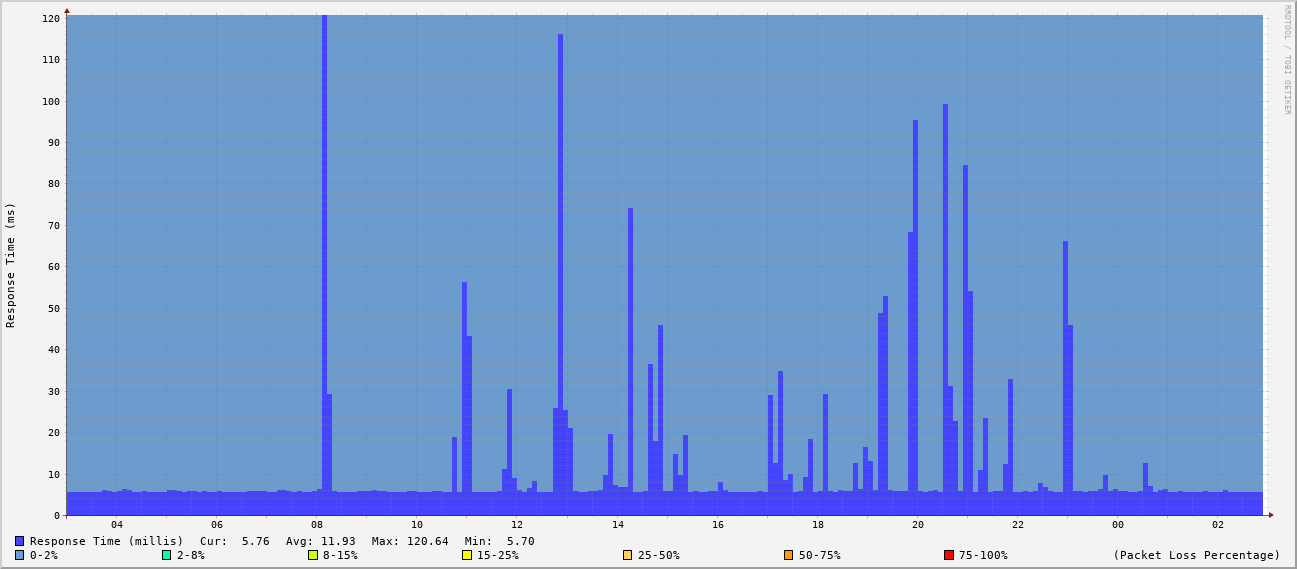 RRDTOOL / TOBI OETIKER
Response Time (ms)
120
110
100
90
80
70
60
50
40
30
20
10
0
04 06 08 10 12 14 16 18 20 22 00 02
Response Time (millis) Cur: 5.76 Avg: 11.93 Max: 120.64 Min: 5.70
0-2% 2-8% 8-15% 15-25% 25-50% 50-75% 75-100% (Packet Loss Percentage)